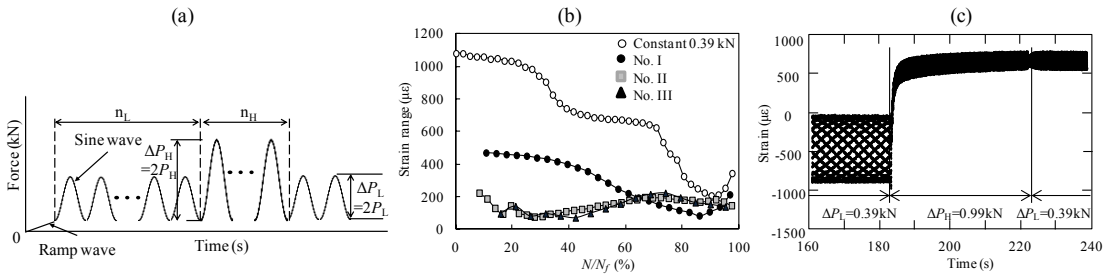 (a)
Force (kN)
n_L
n_H
Sine wave
ΔP_H
=2P_H
ΔP_L
=2P_L
0
Ramp wave
Time (s)
(b)
Strain range (με)
1200
1000
800
600
400
200
0
Constant 0.39 kN
No. I
No. II
No. III
0 20 40 60 80 100
N/N_f (%)
(c)
Strain (με)
1000
500
0
-500
-1000
ΔP_L=0.39kN
ΔP_H=0.99kN
ΔP_L=0.39kN
160 180 200 220 240
Time (s)